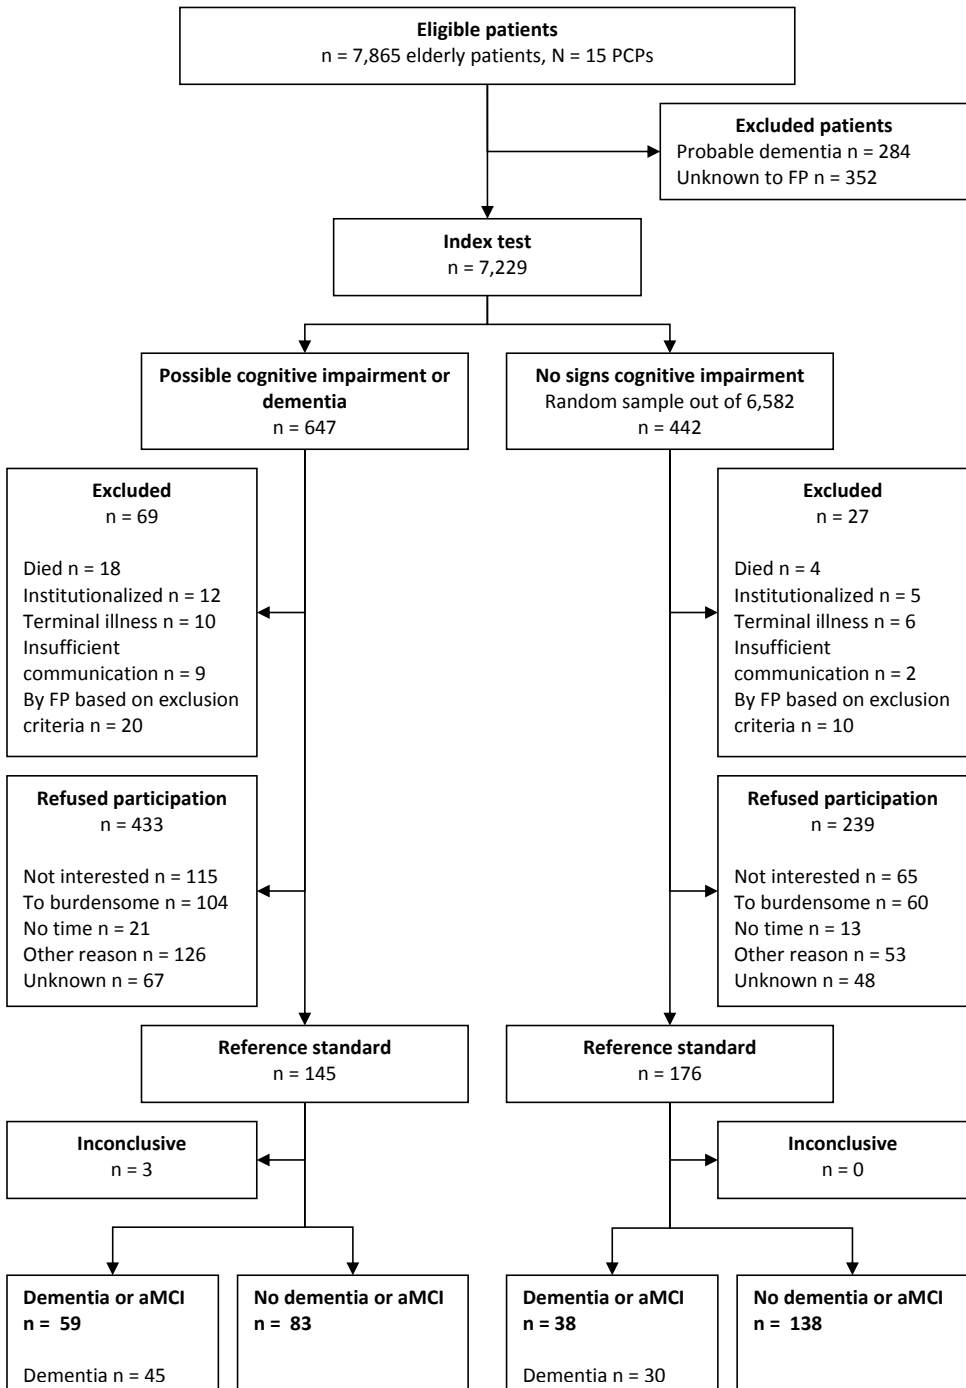 Eligible patients
n = 7,865 elderly patients, N = 15 PCPs
Excluded patients
Probable dementia n = 284
Unknown to FP n = 352
Index test
n = 7,229
Possible cognitive impairment or
dementia
n = 647
No signs cognitive impairment
Random sample out of 6,582
n = 442
Excluded
n = 69
Died n = 18
Institutionalized n = 12
Terminal illness n = 10
Insufficient
communication n = 9
By FP based on exclusion
criteria n = 20
Excluded
n = 27
Died n = 4
Institutionalized n = 5
Terminal illness n = 6
Insufficient
communication n = 2
By FP based on exclusion
criteria n = 10
Refused participation
n = 433
Not interested n = 115
To burdensome n = 104
No time n = 21
Other reason n = 126
Unknown n = 67
Refused participation
n = 239
Not interested n = 65
To burdensome n = 60
No time n = 13
Other reason n = 53
Unknown n = 48
Reference standard
n = 145
Reference standard
n = 176
Inconclusive
n = 3
Inconclusive
n = 0
Dementia or aMCI
n = 59
Dementia n = 45
No dementia or aMCI
n = 83
Dementia or aMCI
n = 38
Dementia n = 30
No dementia or aMCI
n = 138